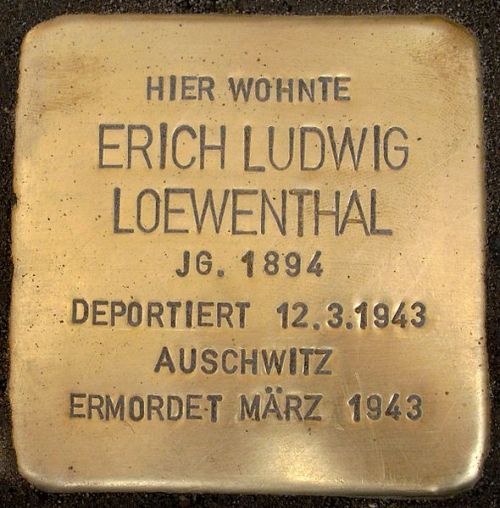 HIER WOHNTE
ERICH LUDWIG
LOEWENTHAL
JG. 1894
DEPORTIERT 12.3.1943
AUSCHWITZ
ERMORDET MÄRZ 1943